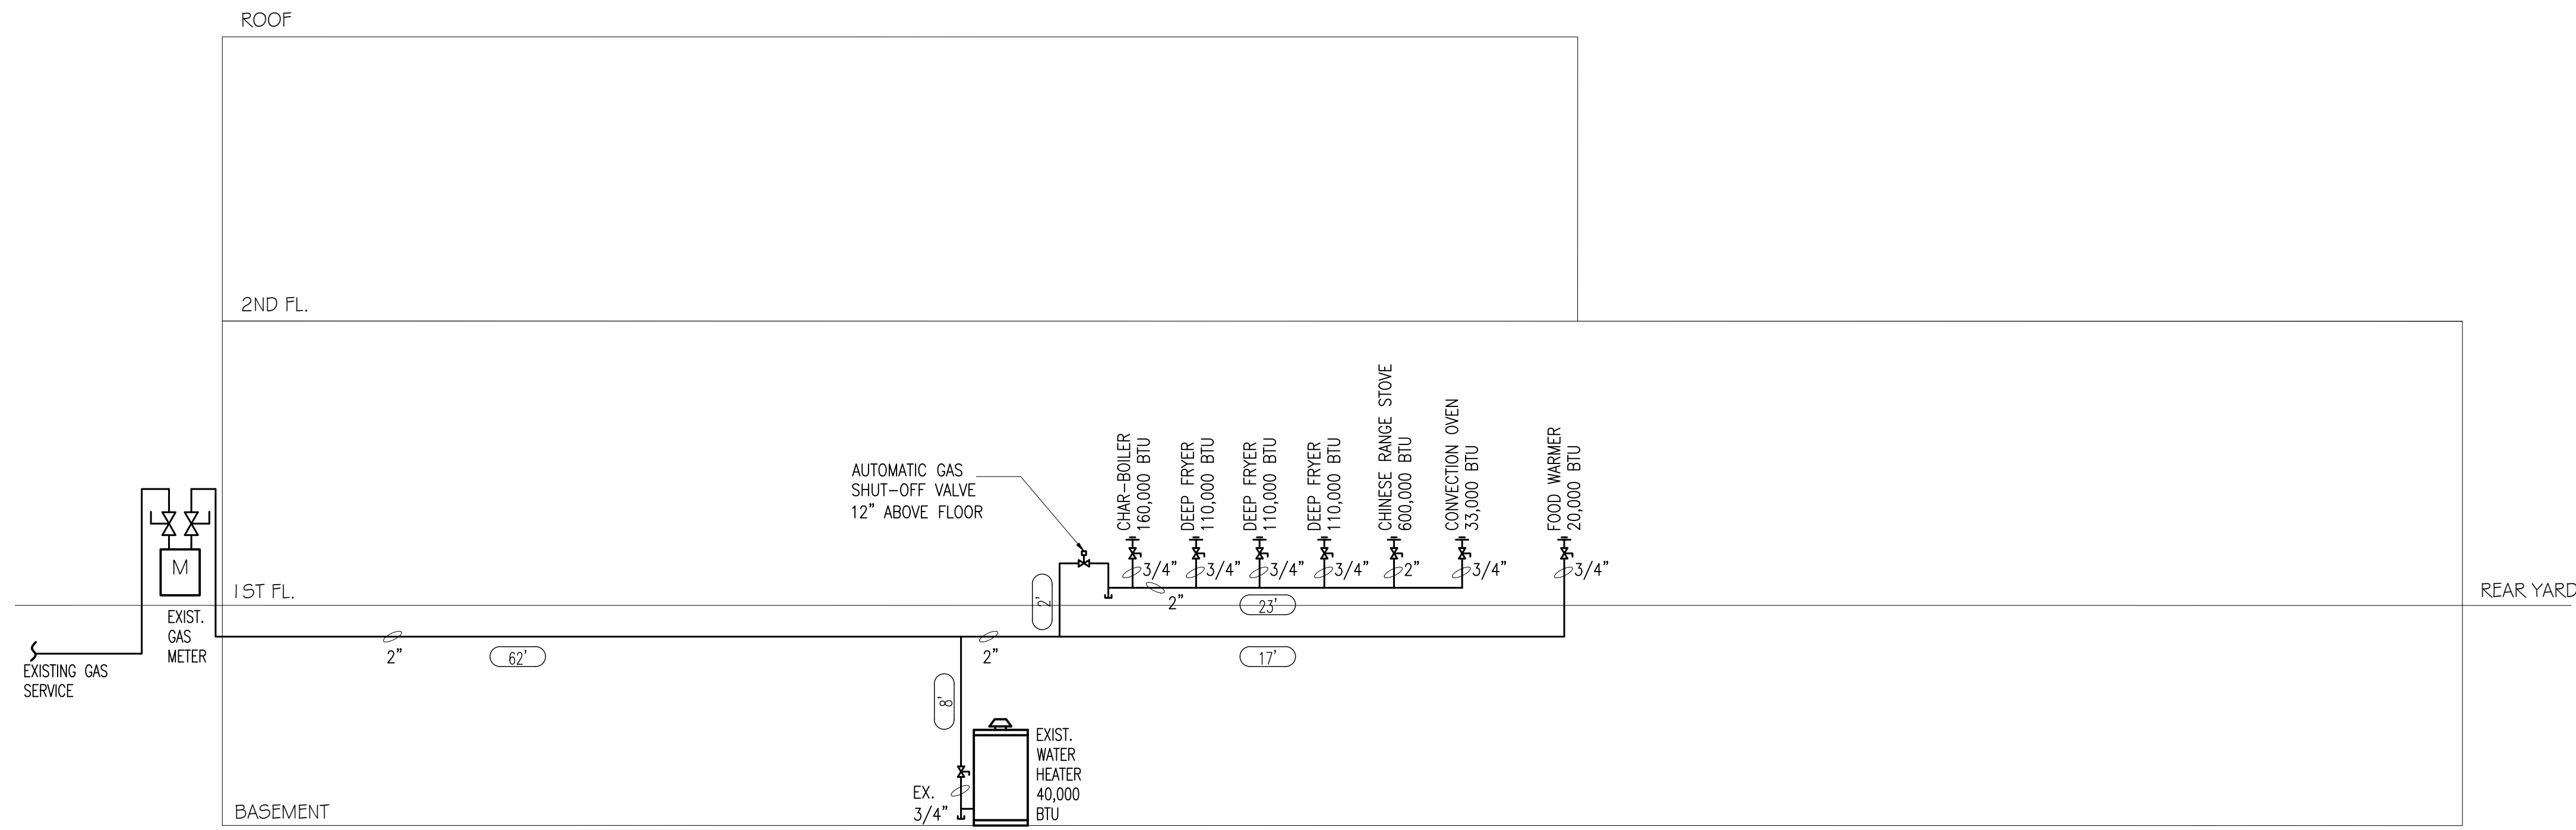 ROOF
2ND FL.
AUTOMATIC GAS
SHUT-OFF VALVE
12" ABOVE FLOOR
CHAR-BOILER
160,000 BTU
DEEP FRYER
110,000 BTU
DEEP FRYER
110,000 BTU
DEEP FRYER
110,000 BTU
CHINESE RANGE STOVE
600,000 BTU
CONVECTION OVEN
33,000 BTU
FOOD WARMER
20,000 BTU
3/4"
3/4"
3/4"
3/4"
2"
3/4"
3/4"
M
1ST FL.
REAR YARD
2'
2"
23'
EXIST.
GAS
METER
EXISTING GAS
SERVICE
2"
62'
2"
17'
8'
EXIST.
WATER
HEATER
40,000
BTU
EX.
3/4"
BASEMENT